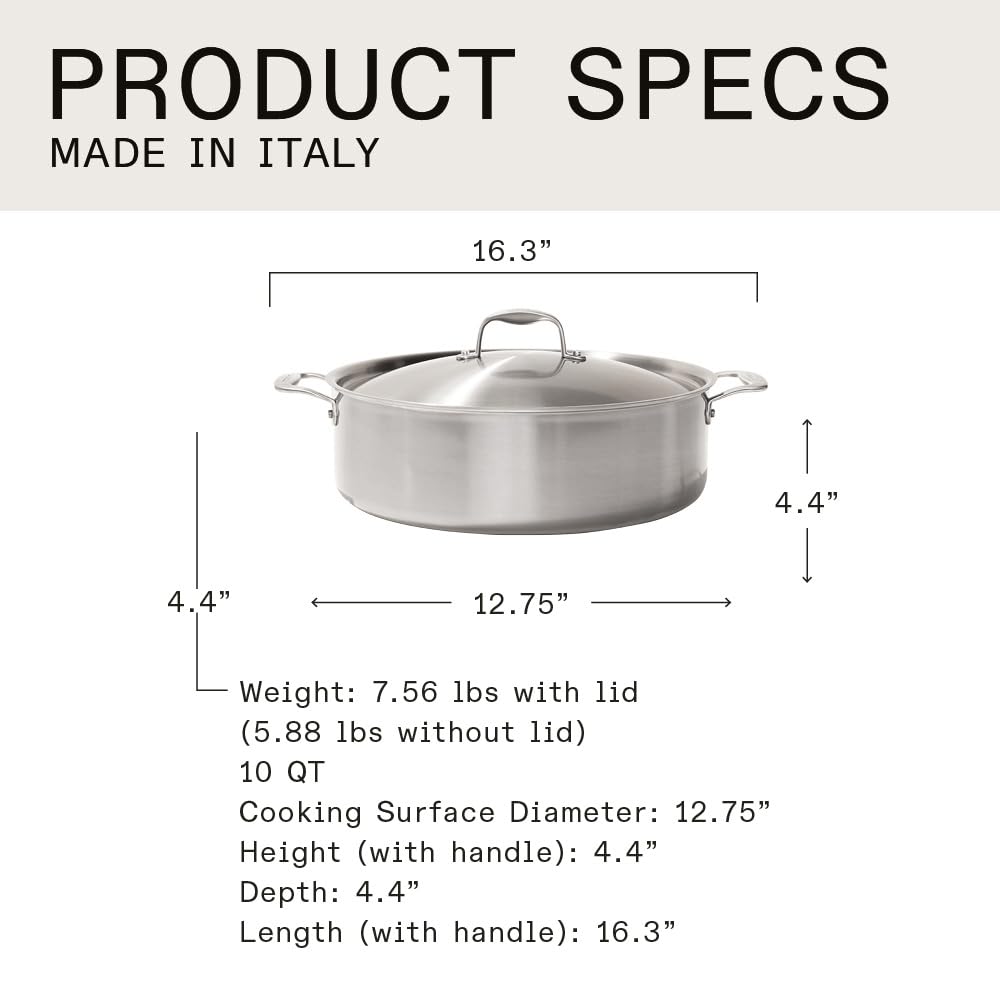 PRODUCT SPECS
MADE IN ITALY
16.3”
4.4”
4.4”
12.75”
Weight: 7.56 lbs with lid
(5.88 lbs without lid)
10 QT
Cooking Surface Diameter: 12.75”
Height (with handle): 4.4”
Depth: 4.4”
Length (with handle): 16.3”